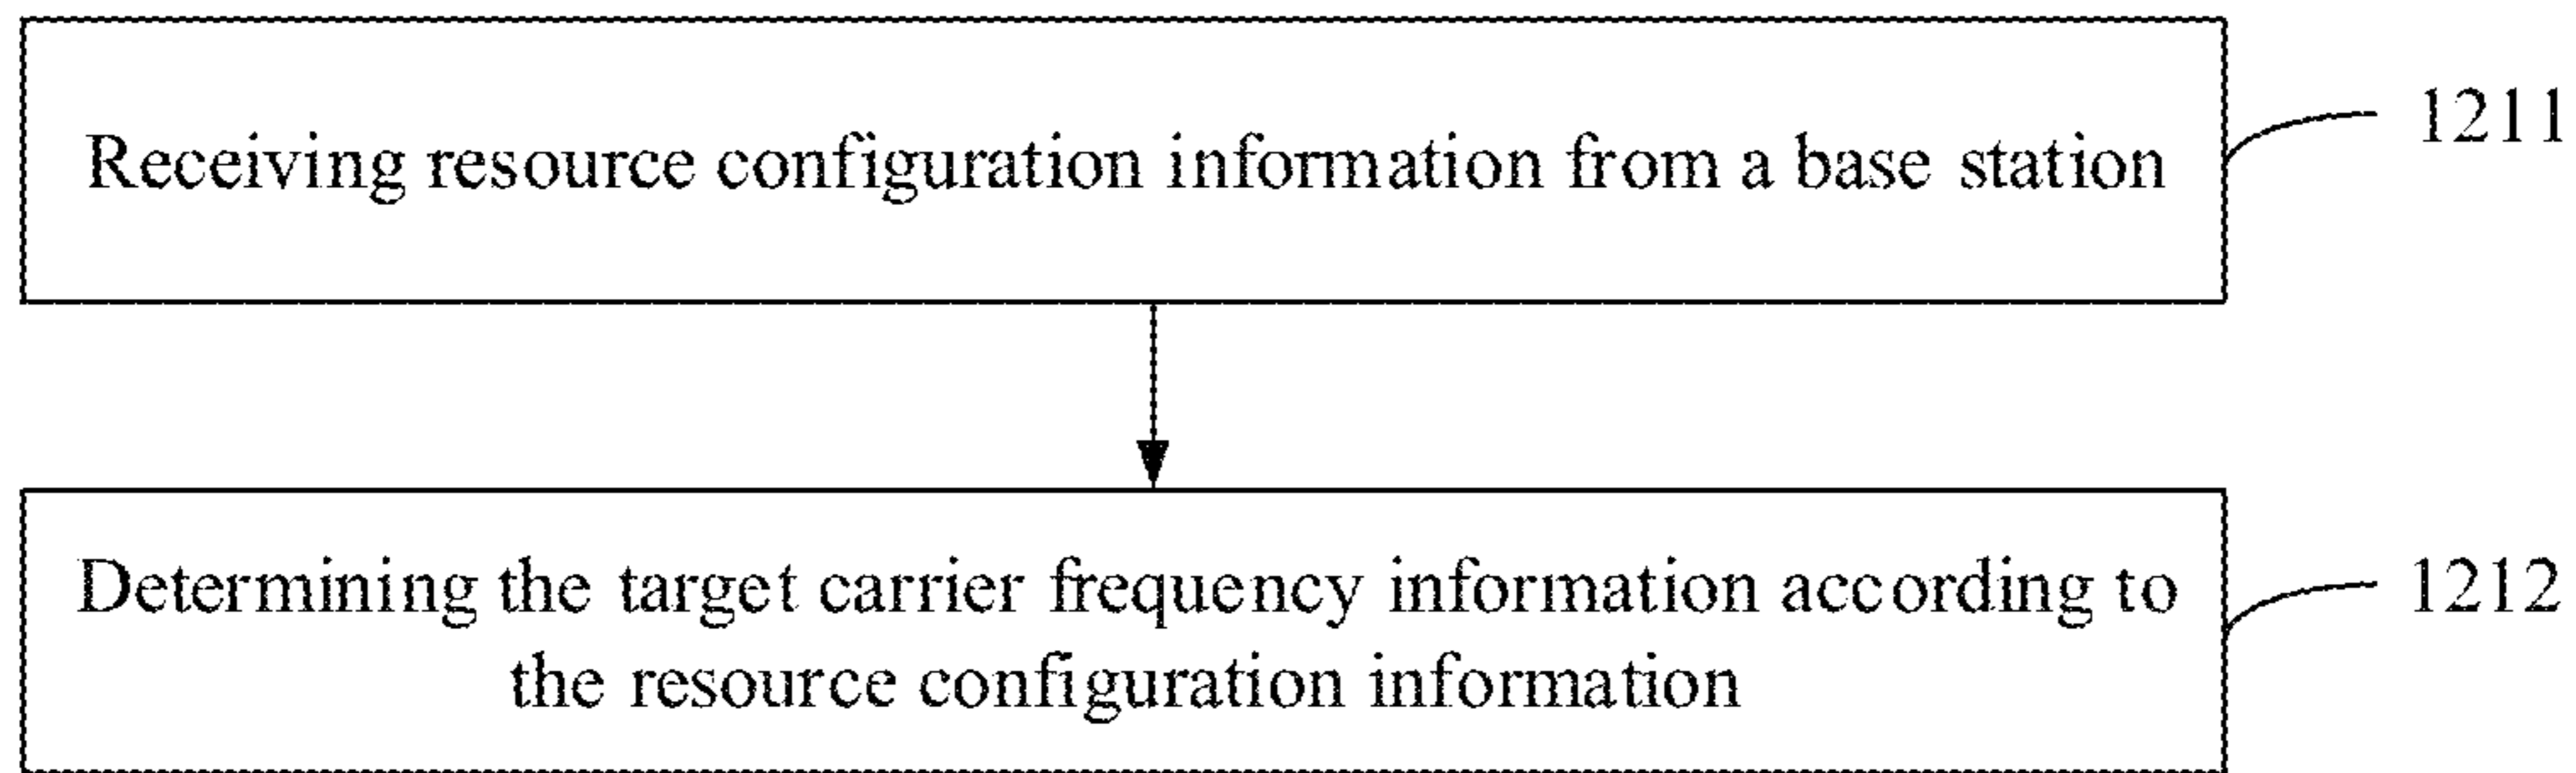 Receiving resource configuration information from a base station
1211
Determining the target carrier frequency information according to
the resource configuration information
1212